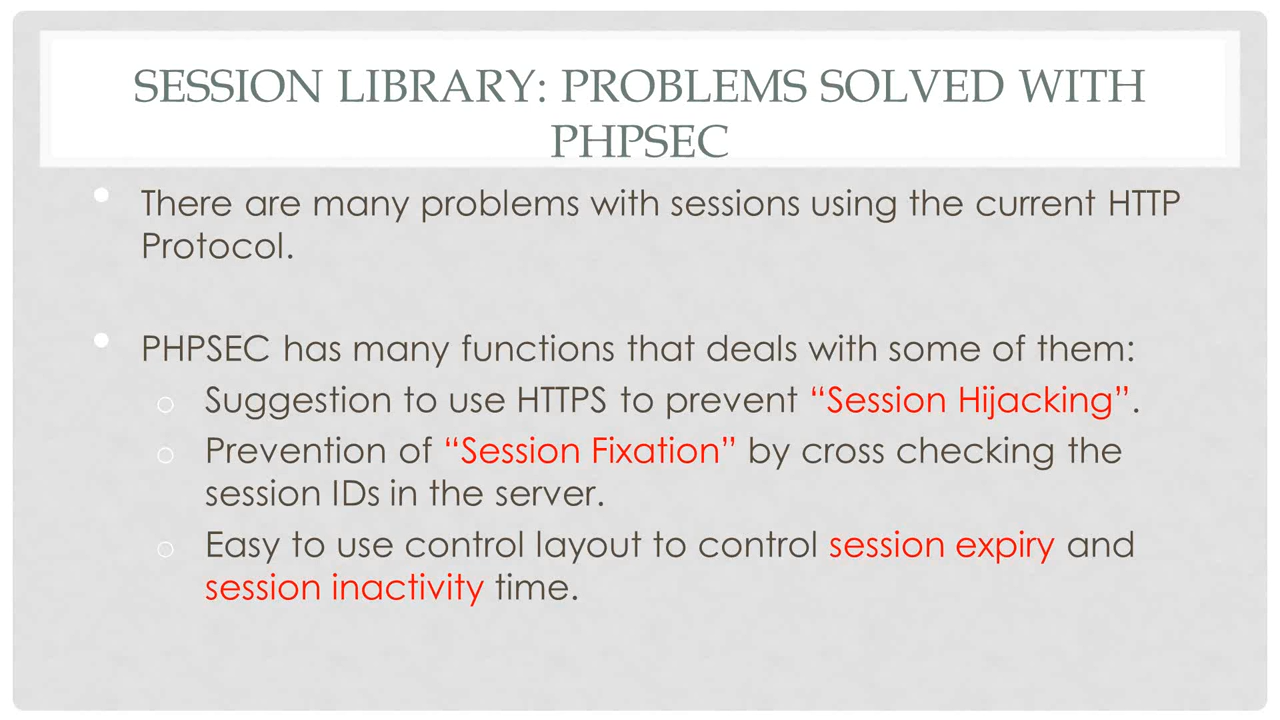 SESSION LIBRARY: PROBLEMS SOLVED WITH
PHPSEC
• There are many problems with sessions using the current HTTP
Protocol.
• PHPSEC has many functions that deals with some of them:
o Suggestion to use HTTPS to prevent “Session Hijacking”.
o Prevention of “Session Fixation” by cross checking the
session IDs in the server.
o Easy to use control layout to control session expiry and
session inactivity time.